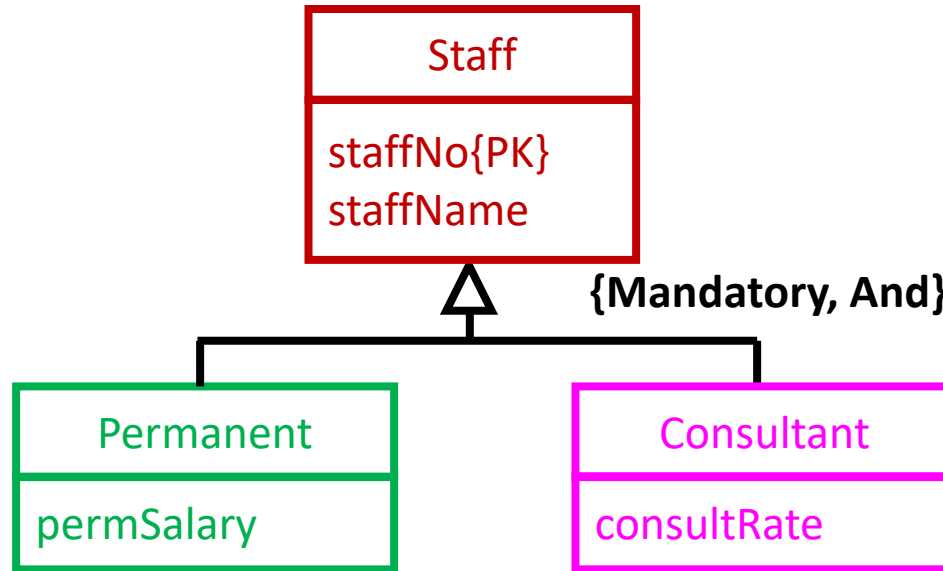 Staff
staffNo{PK}
staffName
{Mandatory, And}
Permanent
Consultant
permSalary
consultRate